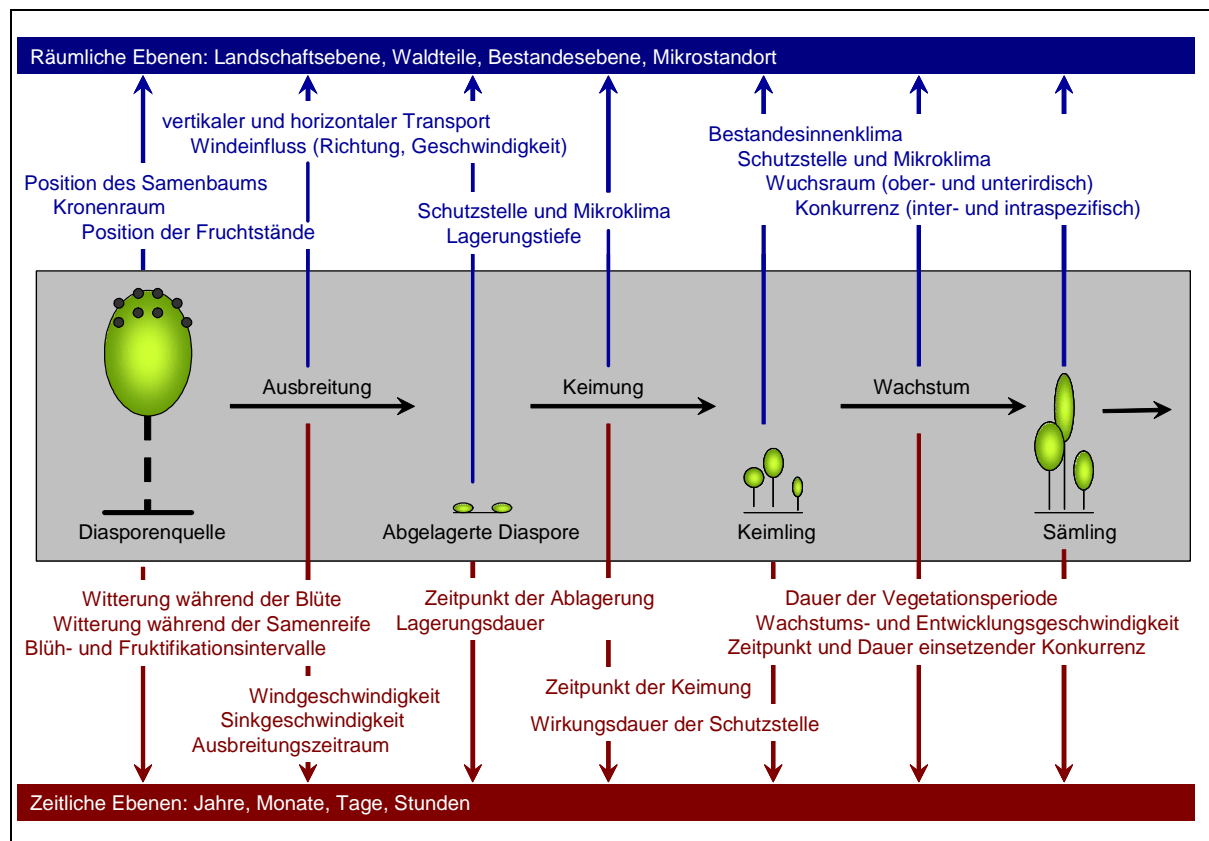 Räumliche Ebenen: Landschaftsebene, Waldteile, Bestandesebene, Mikrostandort
vertikaler und horizontaler Transport
Windeinfluss (Richtung, Geschwindigkeit)
Position des Samenbaums
Kronenraum
Position der Fruchtstände
Schutzstelle und Mikroklima
Lagerungstiefe
Bestandesinnenklima
Schutzstelle und Mikroklima
Wuchsraum (ober- und unterirdisch)
Konkurrenz (inter- und intraspezifisch)
Ausbreitung
Keimung
Wachstum
Diasporenquelle
Abgelagerte Diaspore
Keimling
Sämling
Witterung während der Blüte
Witterung während der Samenreife
Blüh- und Fruktifikationsintervalle
Windgeschwindigkeit
Sinkgeschwindigkeit
Ausbreitungszeitraum
Zeitpunkt der Ablagerung
Lagerungsdauer
Zeitpunkt der Keimung
Wirkungsdauer der Schutzstelle
Dauer der Vegetationsperiode
Wachstums- und Entwicklungsgeschwindigkeit
Zeitpunkt und Dauer einsetzender Konkurrenz
Zeitliche Ebenen: Jahre, Monate, Tage, Stunden